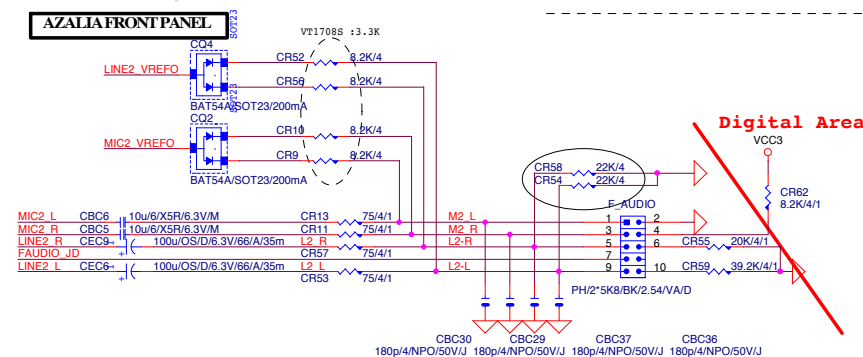 AZALIA FRONT PANEL
SOT23
VT1708S :3.3K
CQ4
CR52 8.2K/4
LINE2_VREFO
CR56 8.2K/4
BAT54A/SOT23/200mA
SOT23
CQ2
CR10 8.2K/4
MIC2_VREFO
CR9 8.2K/4
BAT54A/SOT23/200mA
Digital Area
VCC3
CR58 22K/4
CR54 22K/4
CR62
8.2K/4/1
F_AUDIO
MIC2_L CBC6 10u/6/X5R/6.3V/M CR13 75/4/1 M2_L 1 2
MIC2_R CBC5 10u/6/X5R/6.3V/M CR11 75/4/1 M2_R 3 4
LINE2_R CEC9 + 100u/OS/D/6.3V/66/A/35m L2_R 75/4/1 L2-R 5 6 CR55 20K/4/1
FAUDIO_JD CR57 7
LINE2_L CEC6 + 100u/OS/D/6.3V/66/A/35m L2_L 75/4/1 L2-L 9 10 CR59 39.2K/4/1
CR53
PH/2*5K8/BK/2.54/VA/D
CBC30 CBC29 CBC37 CBC36
180p/4/NPO/50V/J 180p/4/NPO/50V/J 180p/4/NPO/50V/J 180p/4/NPO/50V/J